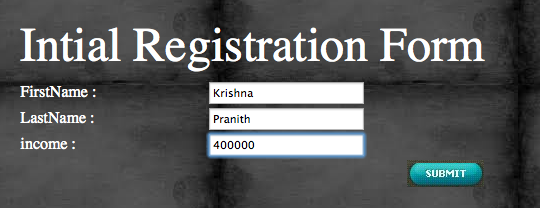 Intial Registration Form
FirstName : Krishna
LastName : Pranith
income : 400000
SUBMIT